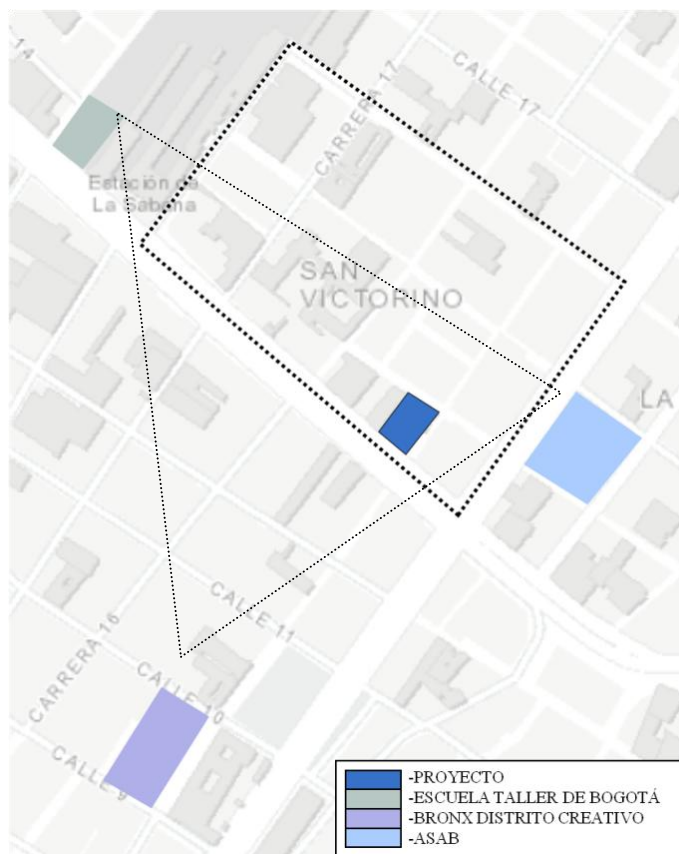 14
CALLE 17
CARRERA 17
Estación de
La Sabana
SAN
VICTORINO
LA
CALLE 11
CARRERA 16
CALLE 10
CALLE 9
-PROYECTO
-ESCUELA TALLER DE BOGOTÁ
-BRONX DISTRITO CREATIVO
-ASAB